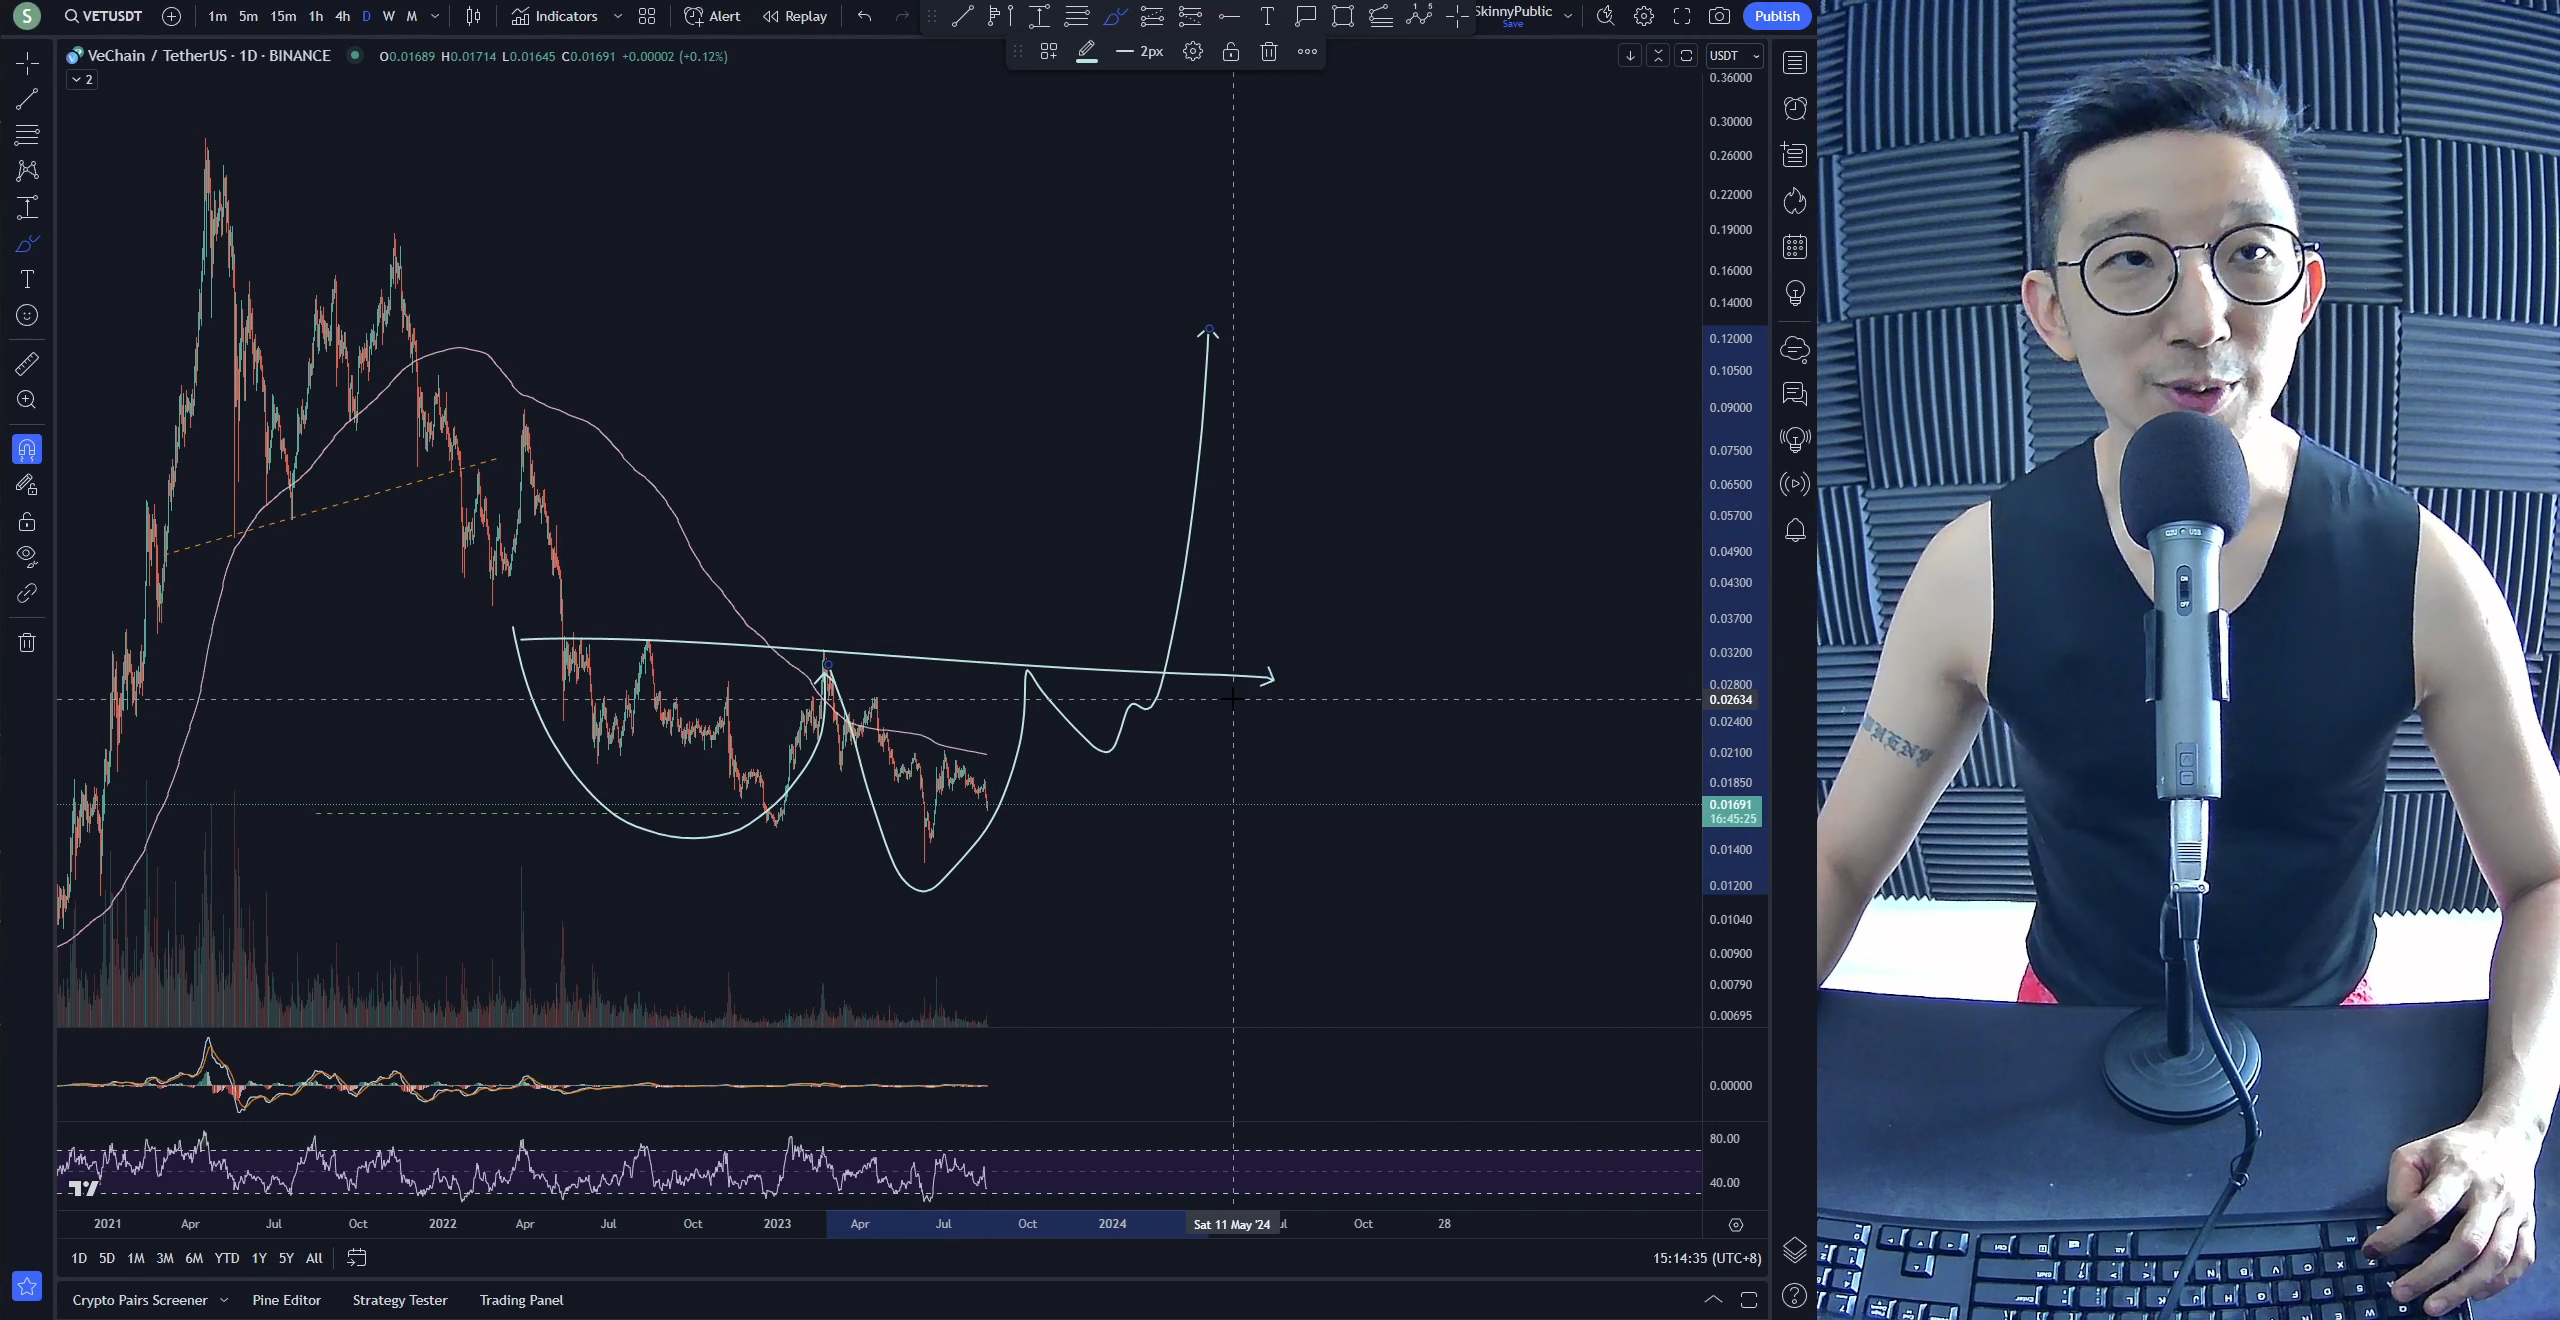 S
VETUSDT
1m 5m 15m 1h 4h D W M
Indicators
Alert
Replay
SkinnyPublic
Save
Publish
2px
VeChain / TetherUS · 1D · BINANCE
O0.01689 H0.01714 L0.01645 C0.01691 +0.00002 (+0.12%)
2
USDT
0.36000
0.30000
0.26000
0.22000
0.19000
0.16000
0.14000
0.12000
0.10500
0.09000
0.07500
0.06500
0.05700
0.04900
0.04300
0.03700
0.03200
0.02800
0.02634
0.02400
0.02100
0.01850
0.01691
16:45:25
0.01400
0.01200
0.01040
0.00900
0.00790
0.00695
0.00000
80.00
40.00
2021 Apr Jul Oct 2022 Apr Jul Oct 2023 Apr Jul Oct 2024 Sat 11 May '24 ul Oct 28
1D 5D 1M 3M 6M YTD 1Y 5Y All
15:14:35 (UTC+8)
Crypto Pairs Screener Pine Editor Strategy Tester Trading Panel
ON
OFF